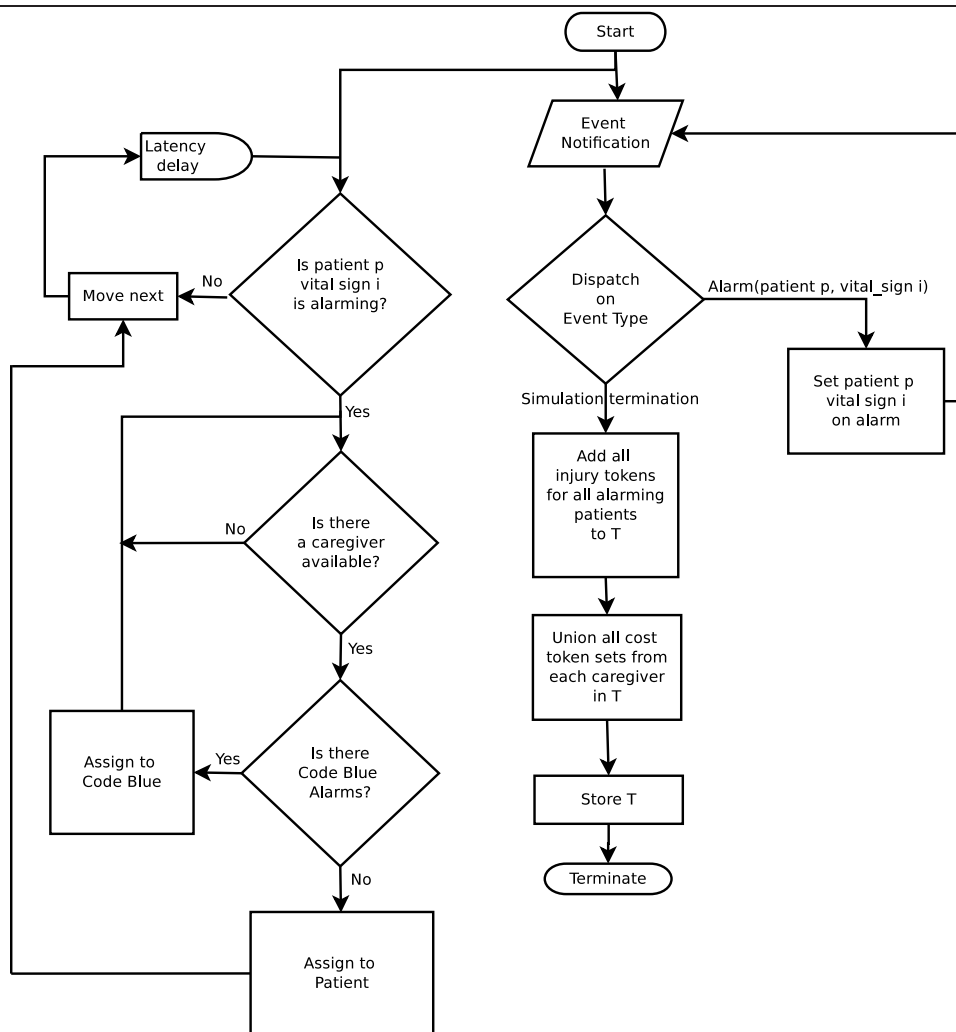 Start
Event
Notification
Latency
delay
Is patient p
vital sign i
is alarming?
No
Move next
Dispatch
on
Event Type
Alarm(patient p, vital_sign i)
Set patient p
vital sign i
on alarm
Yes
Simulation termination
Add all
injury tokens
for all alarming
patients
to T
Is there
a caregiver
available?
No
Yes
Union all cost
token sets from
each caregiver
in T
Is there
Code Blue
Alarms?
Yes
Assign to
Code Blue
Store T
No
Terminate
Assign to
Patient